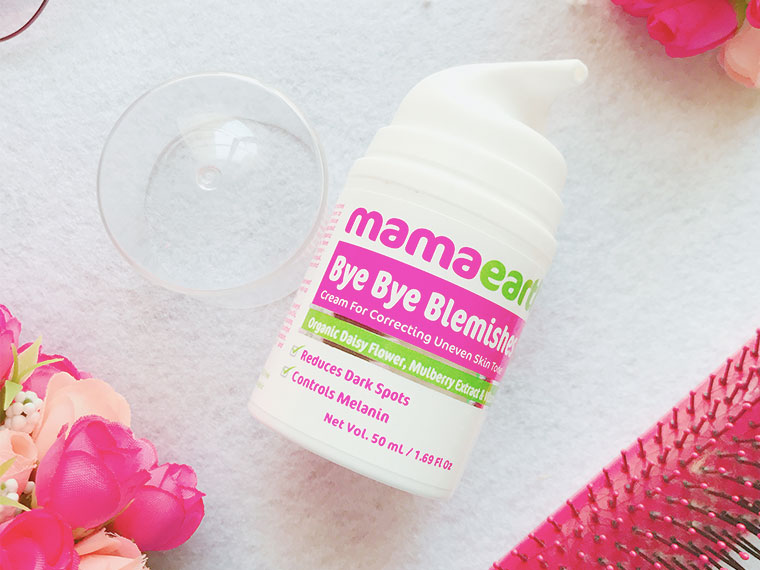 mamaeart
Bye Bye Blemishes
Cream For Correcting Uneven Skin Tone
Organic Daisy Flower, Mulberry Extract &
Reduces Dark Spots
Controls Melanin
Net Vol. 50 mL / 1.69 Fl Oz